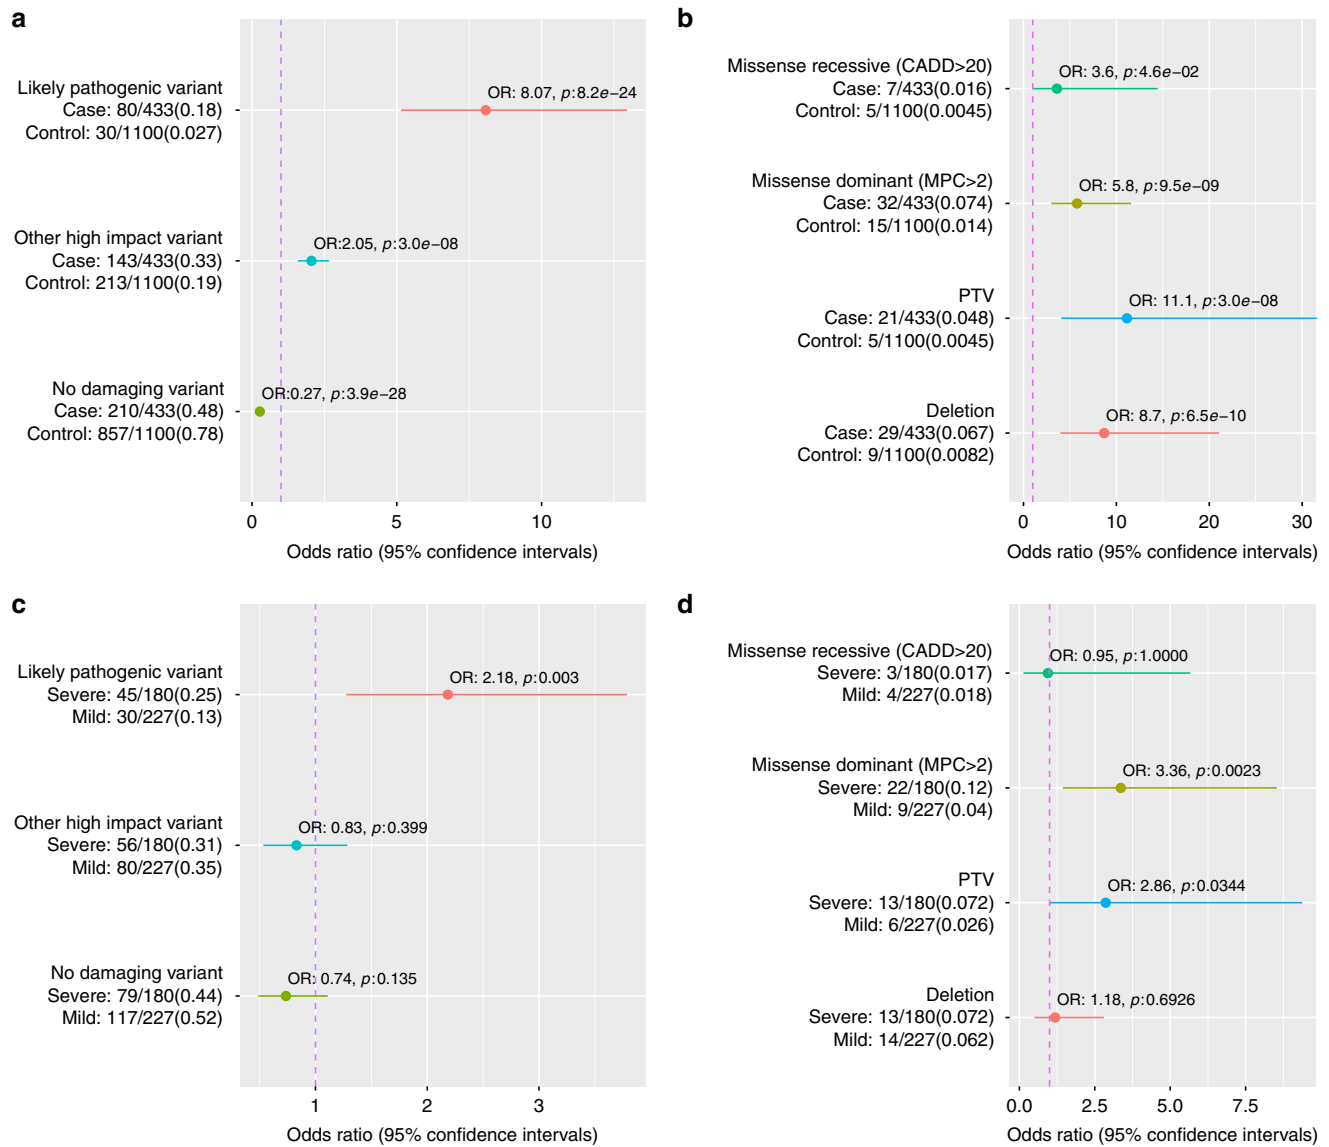 a
Likely pathogenic variant
Case: 80/433(0.18)
Control: 30/1100(0.027)
OR: 8.07, p:8.2e−24
Other high impact variant
Case: 143/433(0.33)
Control: 213/1100(0.19)
OR:2.05, p:3.0e−08
No damaging variant
Case: 210/433(0.48)
Control: 857/1100(0.78)
OR:0.27, p:3.9e−28
0 5 10
Odds ratio (95% confidence intervals)
b
Missense recessive (CADD>20)
Case: 7/433(0.016)
Control: 5/1100(0.0045)
OR: 3.6, p:4.6e−02
Missense dominant (MPC>2)
Case: 32/433(0.074)
Control: 15/1100(0.014)
OR: 5.8, p:9.5e−09
PTV
Case: 21/433(0.048)
Control: 5/1100(0.0045)
OR: 11.1, p:3.0e−08
Deletion
Case: 29/433(0.067)
Control: 9/1100(0.0082)
OR: 8.7, p:6.5e−10
0 10 20 30
Odds ratio (95% confidence intervals)
c
Likely pathogenic variant
Severe: 45/180(0.25)
Mild: 30/227(0.13)
OR: 2.18, p:0.003
Other high impact variant
Severe: 56/180(0.31)
Mild: 80/227(0.35)
OR: 0.83, p:0.399
No damaging variant
Severe: 79/180(0.44)
Mild: 117/227(0.52)
OR: 0.74, p:0.135
1 2 3
Odds ratio (95% confidence intervals)
d
Missense recessive (CADD>20)
Severe: 3/180(0.017)
Mild: 4/227(0.018)
OR: 0.95, p:1.0000
Missense dominant (MPC>2)
Severe: 22/180(0.12)
Mild: 9/227(0.04)
OR: 3.36, p:0.0023
PTV
Severe: 13/180(0.072)
Mild: 6/227(0.026)
OR: 2.86, p:0.0344
Deletion
Severe: 13/180(0.072)
Mild: 14/227(0.062)
OR: 1.18, p:0.6926
0.0 2.5 5.0 7.5
Odds ratio (95% confidence intervals)